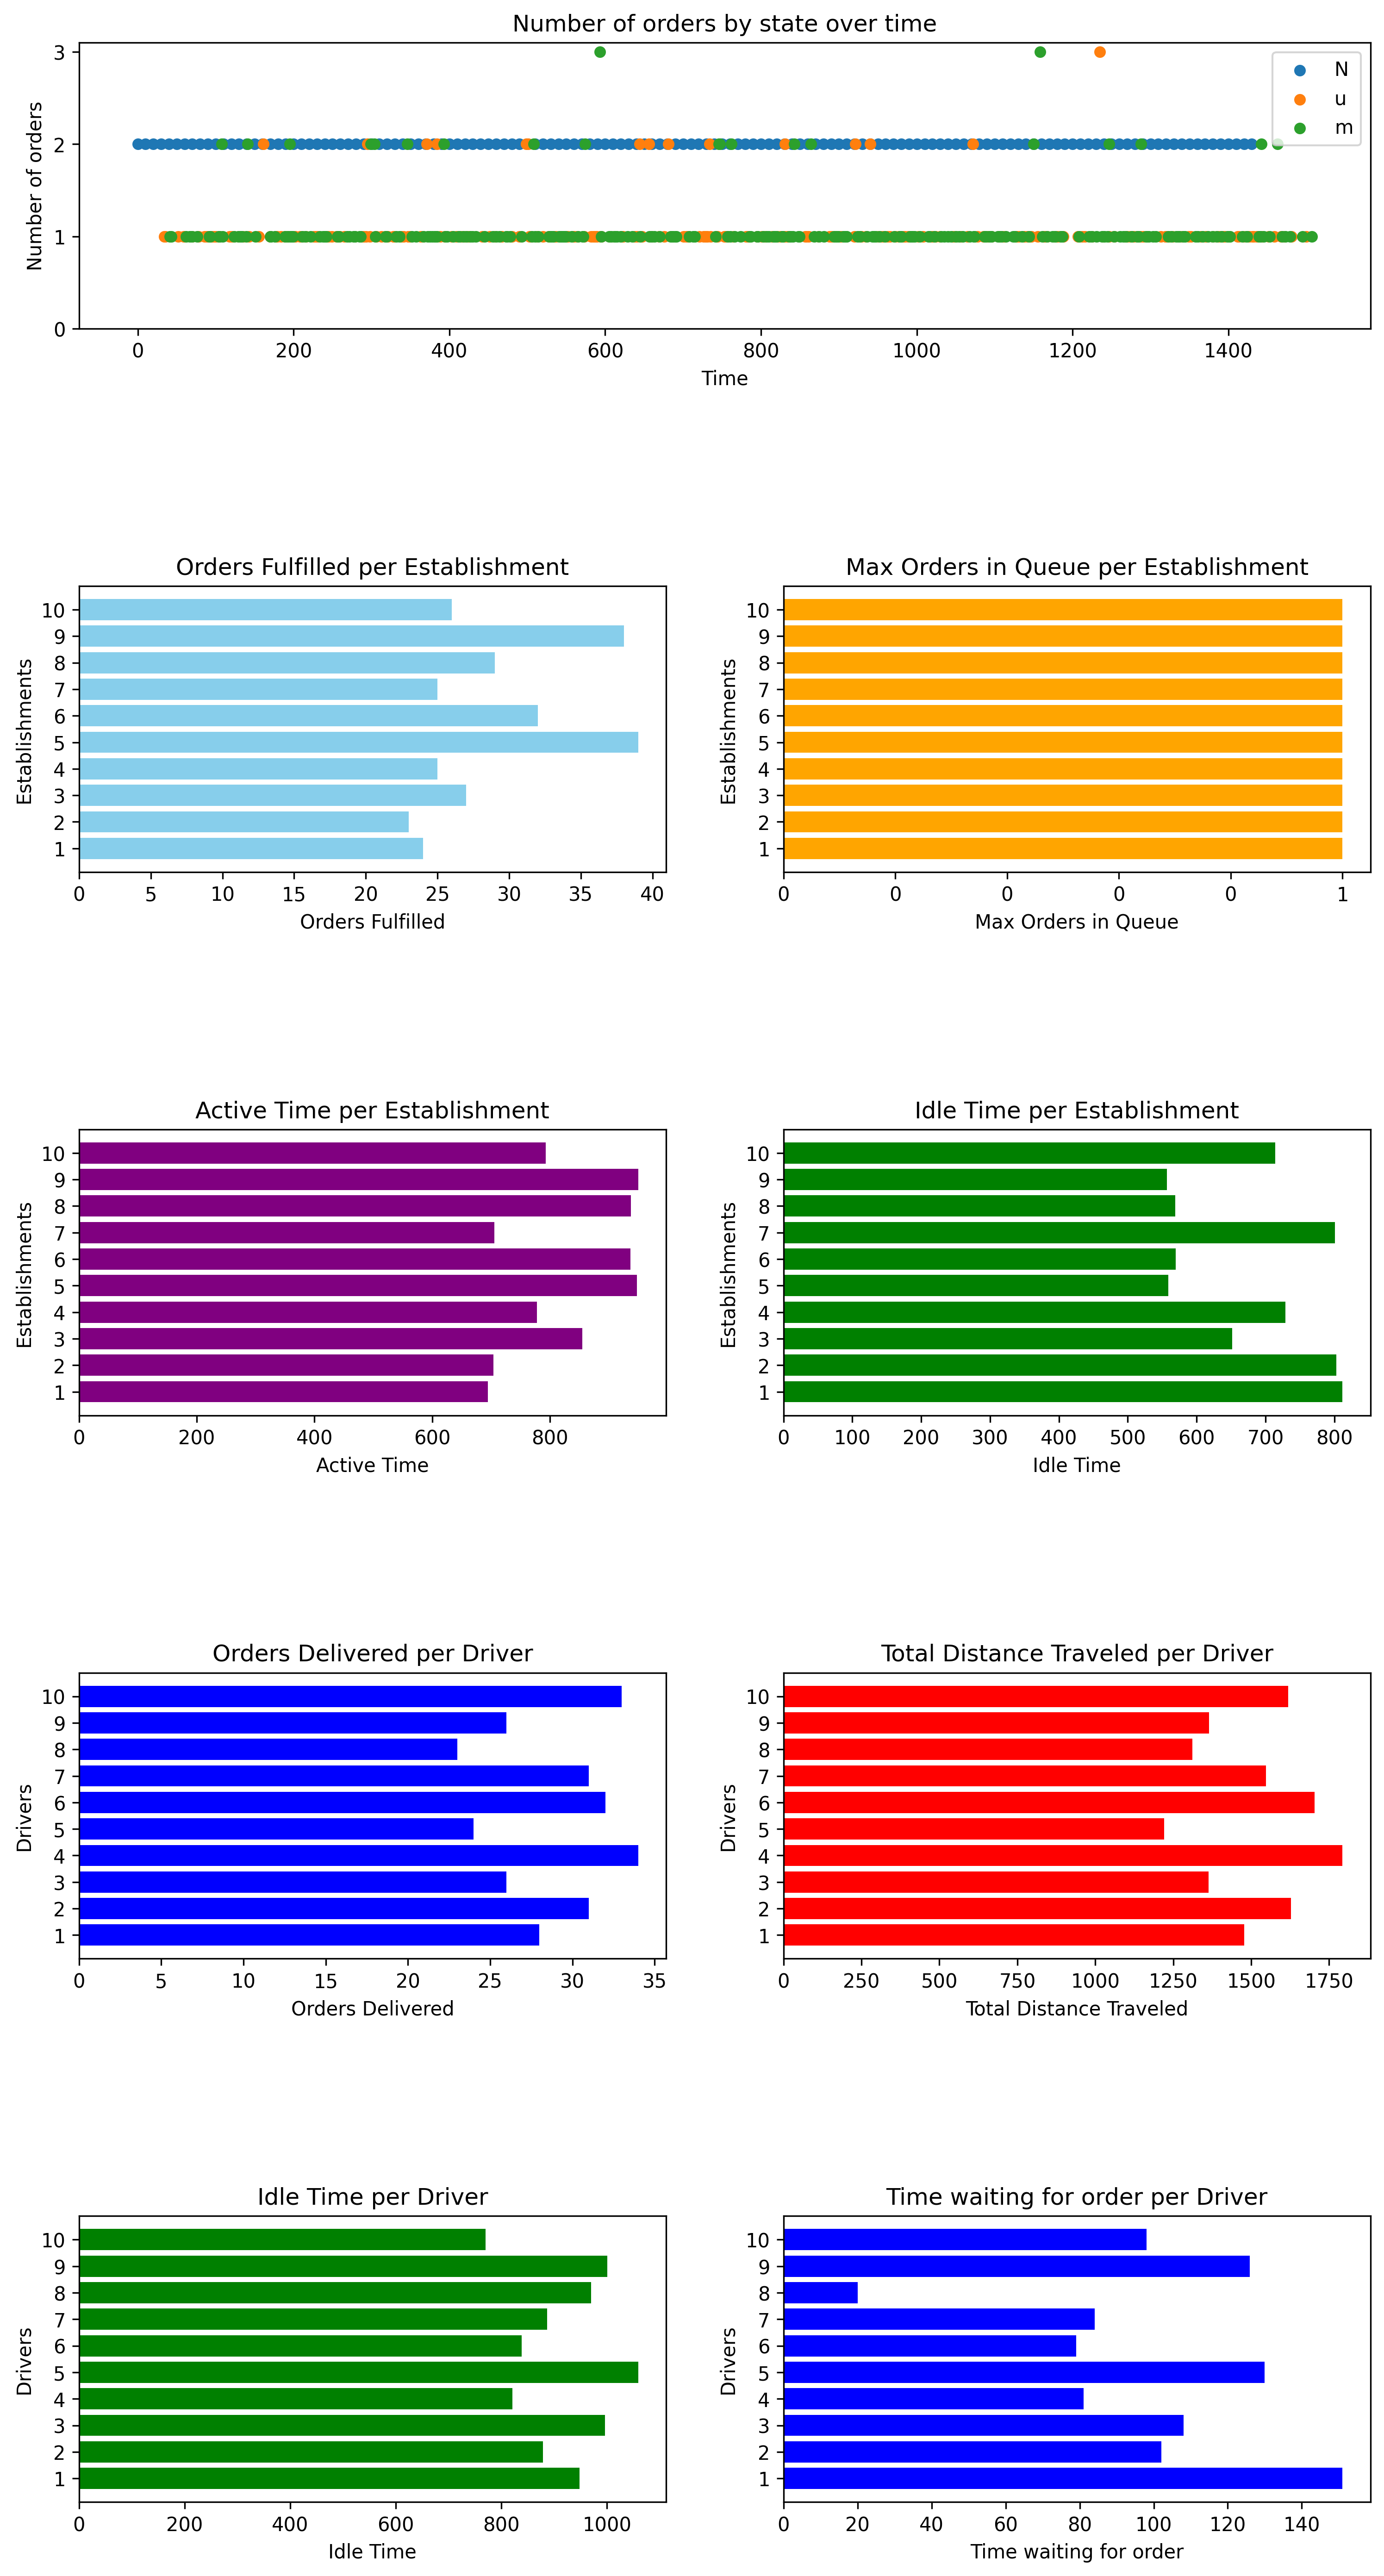 Number of orders by state over time
Number of orders
3
2
1
0
N
u
m
0 200 400 600 800 1000 1200 1400
Time
Orders Fulfilled per Establishment
Establishments
10
9
8
7
6
5
4
3
2
1
0 5 10 15 20 25 30 35 40
Orders Fulfilled
Max Orders in Queue per Establishment
Establishments
10
9
8
7
6
5
4
3
2
1
0 0 0 0 0 1
Max Orders in Queue
Active Time per Establishment
Establishments
10
9
8
7
6
5
4
3
2
1
0 200 400 600 800
Active Time
Idle Time per Establishment
Establishments
10
9
8
7
6
5
4
3
2
1
0 100 200 300 400 500 600 700 800
Idle Time
Orders Delivered per Driver
Drivers
10
9
8
7
6
5
4
3
2
1
0 5 10 15 20 25 30 35
Orders Delivered
Total Distance Traveled per Driver
Drivers
10
9
8
7
6
5
4
3
2
1
0 250 500 750 1000 1250 1500 1750
Total Distance Traveled
Idle Time per Driver
Drivers
10
9
8
7
6
5
4
3
2
1
0 200 400 600 800 1000
Idle Time
Time waiting for order per Driver
Drivers
10
9
8
7
6
5
4
3
2
1
0 20 40 60 80 100 120 140
Time waiting for order